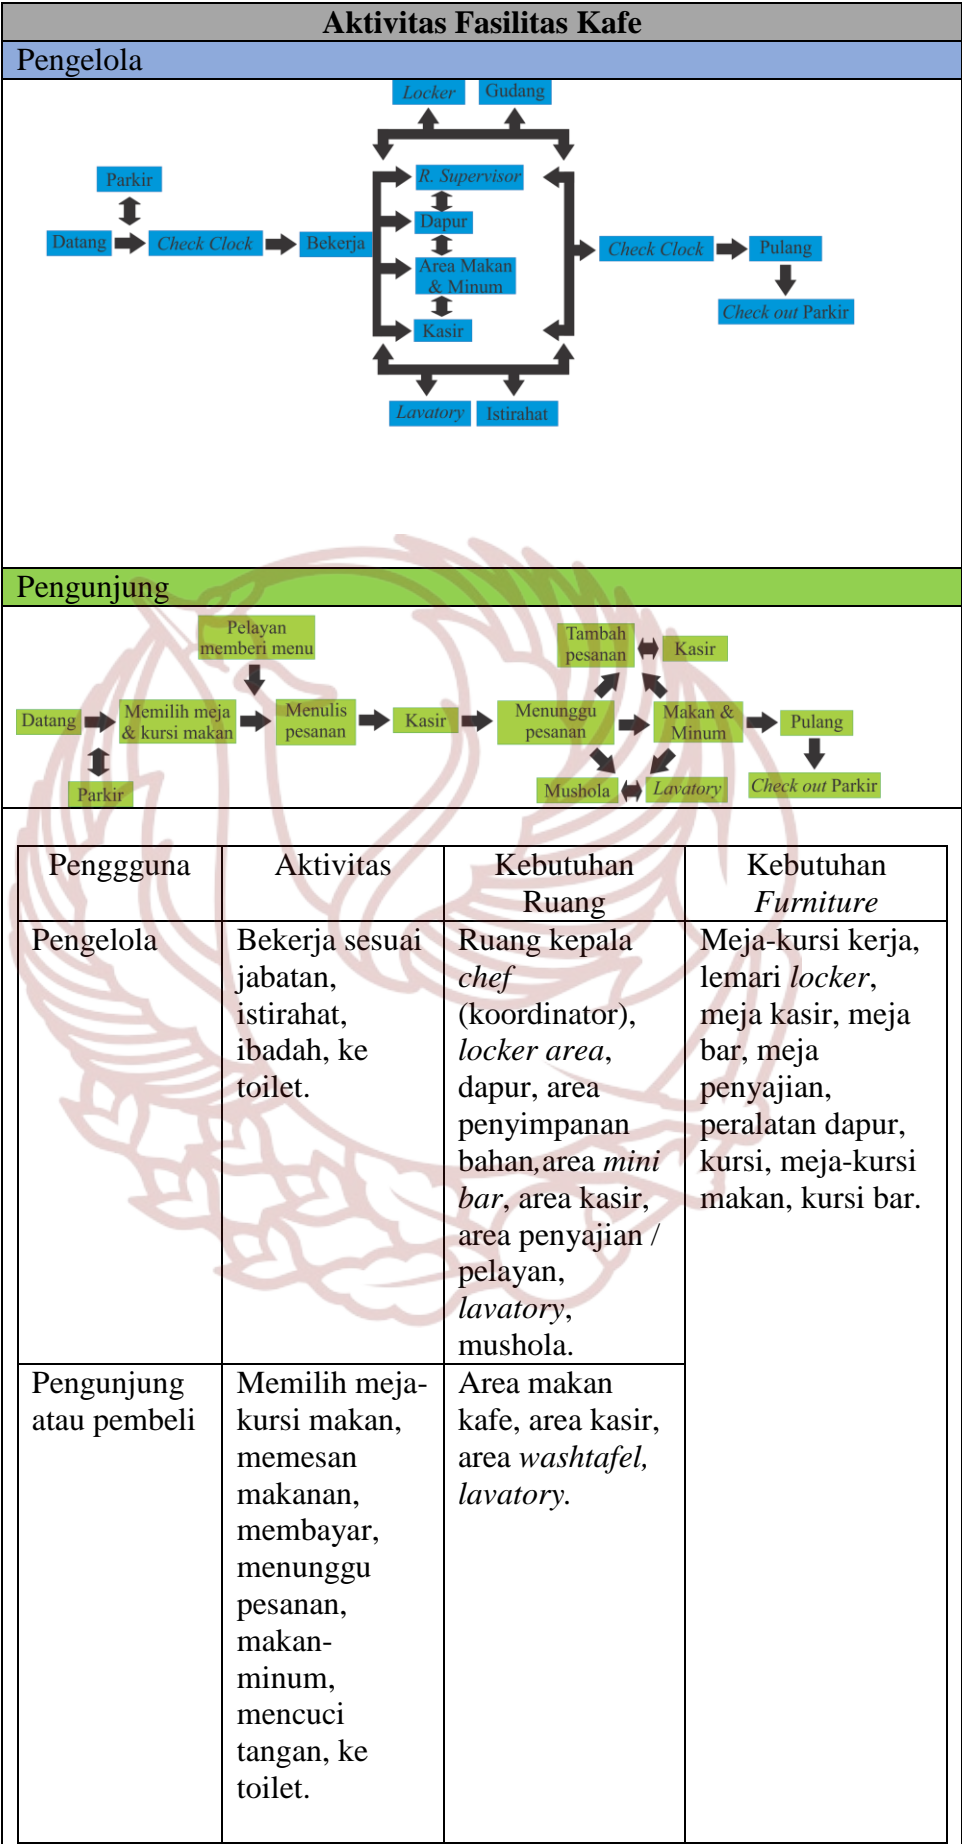 Aktivitas Fasilitas Kafe
Pengelola
Locker
Gudang
Parkir
R. Supervisor
Dapur
Datang
Check Clock
Bekerja
Area Makan
& Minum
Kasir
Check Clock
Pulang
Check out Parkir
Lavatory
Istirahat
Pengunjung
Pelayan
memberi menu
Tambah
pesanan
Kasir
Datang
Memilih meja
& kursi makan
Menulis
pesanan
Kasir
Menunggu
pesanan
Makan &
Minum
Pulang
Parkir
Mushola
Lavatory
Check out Parkir
Penggguna
Aktivitas
Kebutuhan
Ruang
Kebutuhan
Furniture
Pengelola
Bekerja sesuai
jabatan,
istirahat,
ibadah, ke
toilet.
Ruang kepala
chef
(koordinator),
locker area,
dapur, area
penyimpanan
bahan,area mini
bar, area kasir,
area penyajian /
pelayan,
lavatory,
mushola.
Meja-kursi kerja,
lemari locker,
meja kasir, meja
bar, meja
penyajian,
peralatan dapur,
kursi, meja-kursi
makan, kursi bar.
Pengunjung
atau pembeli
Memilih meja-
kursi makan,
memesan
makanan,
membayar,
menunggu
pesanan,
makan-
minum,
mencuci
tangan, ke
toilet.
Area makan
kafe, area kasir,
area washtafel,
lavatory.